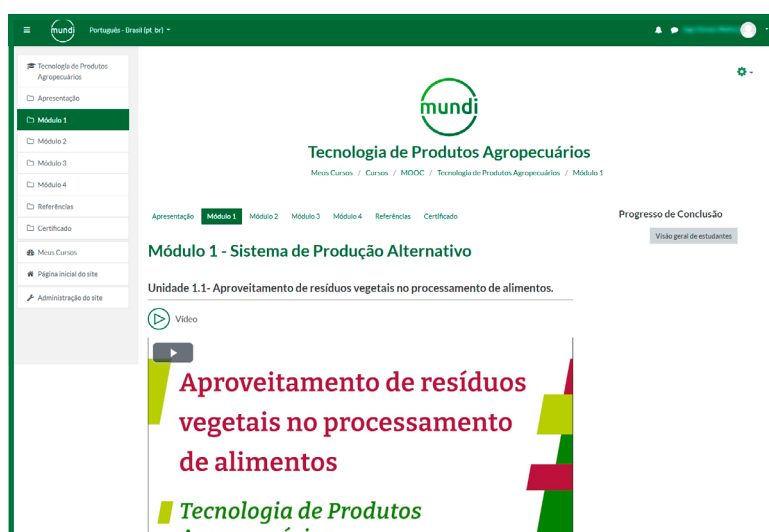 mundi
Português - Brasil (pt_br)
Tecnologia de Produtos
Agropecuários
Apresentação
Módulo 1
Módulo 2
Módulo 3
Módulo 4
Referências
Certificado
Meus Cursos
Página inicial do site
Administração do site
mundi
Tecnologia de Produtos Agropecuários
Meus Cursos / Cursos / MOOC / Tecnologia de Produtos Agropecuários / Módulo 1
Apresentação Módulo 1 Módulo 2 Módulo 3 Módulo 4 Referências Certificado
Progresso de Conclusão
Visão geral de estudantes
Módulo 1 - Sistema de Produção Alternativo
Unidade 1.1- Aproveitamento de resíduos vegetais no processamento de alimentos.
Vídeo
Aproveitamento de resíduos
vegetais no processamento
de alimentos
Tecnologia de Produtos